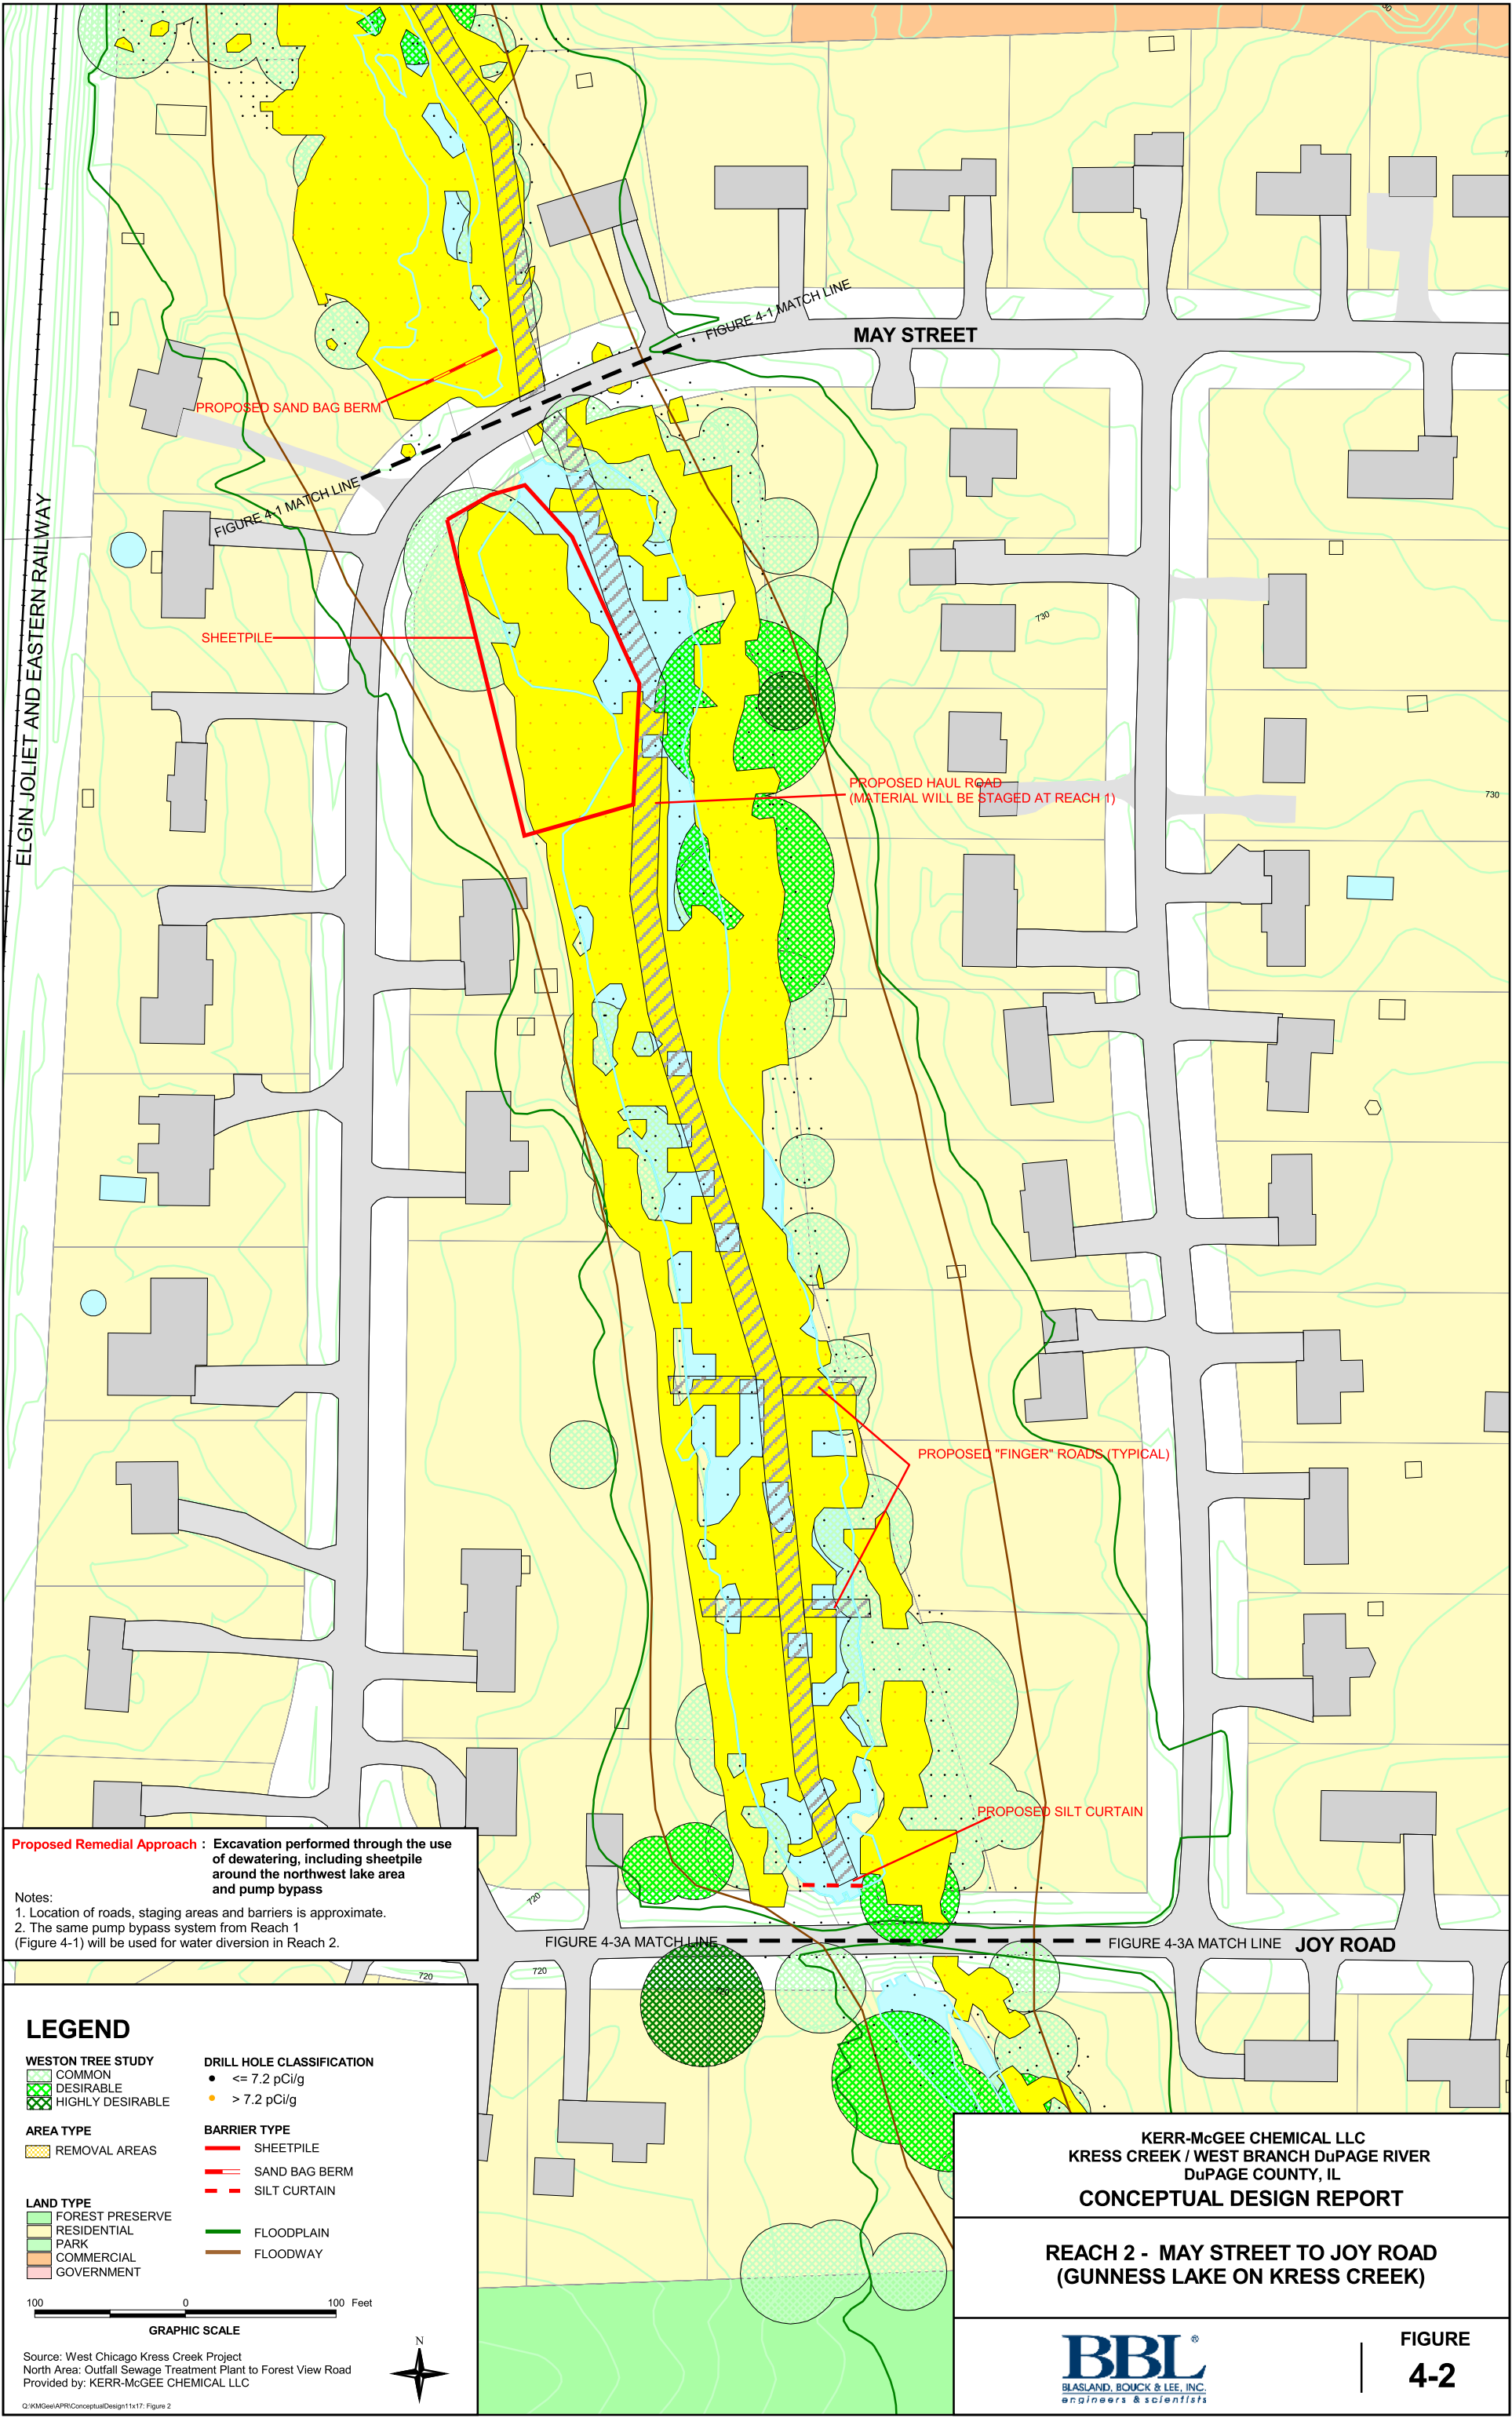 730
MAY STREET
FIGURE 4-1 MATCH LINE
PROPOSED SAND BAG BERM
FIGURE 4-1 MATCH LINE
ELGIN JOLIET AND EASTERN RAILWAY
SHEETPILE
730
PROPOSED HAUL ROAD
(MATERIAL WILL BE STAGED AT REACH 1)
730
PROPOSED "FINGER" ROADS (TYPICAL)
PROPOSED SILT CURTAIN
Proposed Remedial Approach : Excavation performed through the use
of dewatering, including sheetpile
around the northwest lake area
and pump bypass
Notes:
1. Location of roads, staging areas and barriers is approximate.
2. The same pump bypass system from Reach 1
(Figure 4-1) will be used for water diversion in Reach 2.
720
FIGURE 4-3A MATCH LINE
FIGURE 4-3A MATCH LINE
JOY ROAD
720
720
LEGEND
WESTON TREE STUDY
COMMON
DESIRABLE
HIGHLY DESIRABLE
AREA TYPE
REMOVAL AREAS
LAND TYPE
FOREST PRESERVE
RESIDENTIAL
PARK
COMMERCIAL
GOVERNMENT
DRILL HOLE CLASSIFICATION
<= 7.2 pCi/g
> 7.2 pCi/g
BARRIER TYPE
SHEETPILE
SAND BAG BERM
SILT CURTAIN
FLOODPLAIN
FLOODWAY
100 0 100 Feet
GRAPHIC SCALE
Source: West Chicago Kress Creek Project
North Area: Outfall Sewage Treatment Plant to Forest View Road
Provided by: KERR-McGEE CHEMICAL LLC
N
Q:\KMGee\APR\ConceptualDesign11x17: Figure 2
KERR-McGEE CHEMICAL LLC
KRESS CREEK / WEST BRANCH DuPAGE RIVER
DuPAGE COUNTY, IL
CONCEPTUAL DESIGN REPORT
REACH 2 - MAY STREET TO JOY ROAD
(GUNNESS LAKE ON KRESS CREEK)
BBL ®
BLASLAND, BOUCK & LEE, INC.
engineers & scientists
FIGURE
4-2